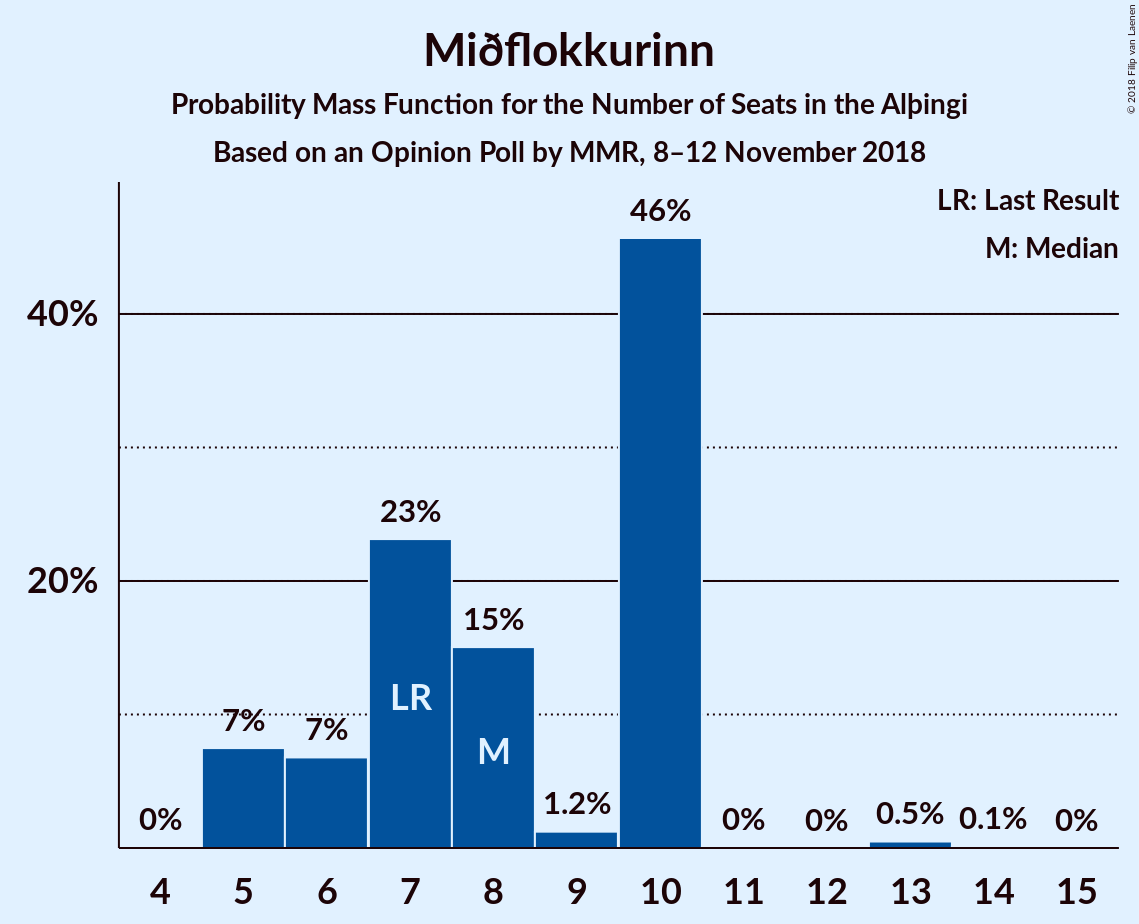 Miðflokkurinn
Probability Mass Function for the Number of Seats in the Alþingi
Based on an Opinion Poll by MMR, 8–12 November 2018
© 2018 Filip van Laenen
LR: Last Result
M: Median
40%
20%
0%
7%
7%
23%
15%
1.2%
46%
0%
0%
0.5%
0.1%
0%
LR
M
4 5 6 7 8 9 10 11 12 13 14 15